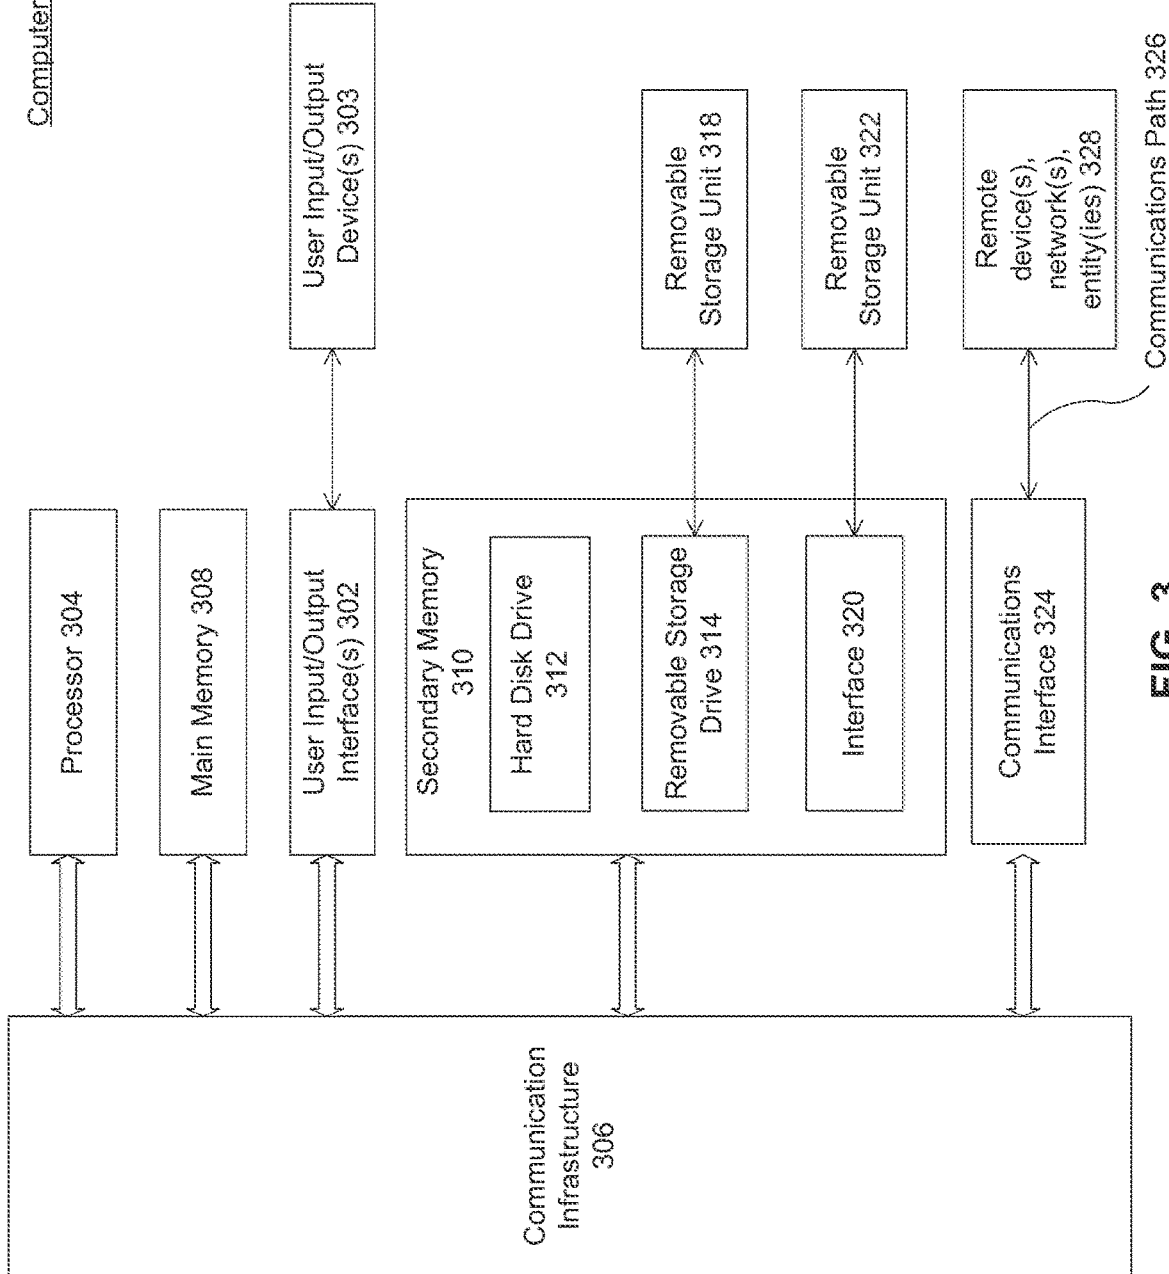 Computer
Processor 304
Main Memory 308
User Input/Output
Interface(s) 302
User Input/Output
Device(s) 303
Secondary Memory
310
Hard Disk Drive
312
Removable Storage
Drive 314
Removable
Storage Unit 318
Interface 320
Removable
Storage Unit 322
Communications
Interface 324
Remote
device(s),
network(s),
entity(ies) 328
Communications Path 326
Communication
Infrastructure
306
FIG.